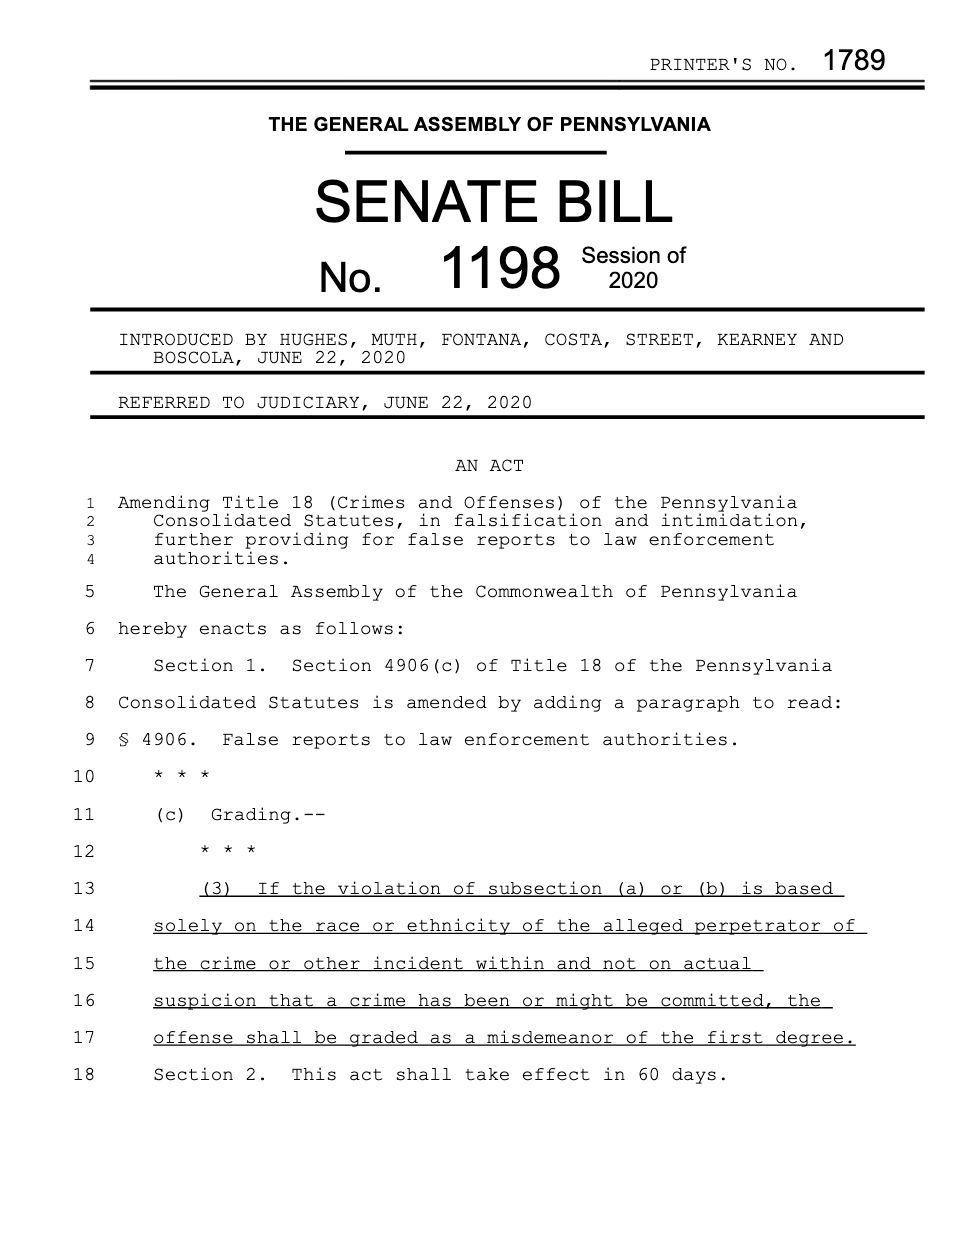 PRINTER'S NO. 1789
THE GENERAL ASSEMBLY OF PENNSYLVANIA
SENATE BILL
No. 1198 Session of
2020
INTRODUCED BY HUGHES, MUTH, FONTANA, COSTA, STREET, KEARNEY AND
BOSCOLA, JUNE 22, 2020
REFERRED TO JUDICIARY, JUNE 22, 2020
AN ACT
1 Amending Title 18 (Crimes and Offenses) of the Pennsylvania
2 Consolidated Statutes, in falsification and intimidation,
3 further providing for false reports to law enforcement
4 authorities.
5 The General Assembly of the Commonwealth of Pennsylvania
6 hereby enacts as follows:
7 Section 1. Section 4906(c) of Title 18 of the Pennsylvania
8 Consolidated Statutes is amended by adding a paragraph to read:
9 § 4906. False reports to law enforcement authorities.
10 * * *
11 (c) Grading.--
12 * * *
13 (3) If the violation of subsection (a) or (b) is based
14 solely on the race or ethnicity of the alleged perpetrator of
15 the crime or other incident within and not on actual
16 suspicion that a crime has been or might be committed, the
17 offense shall be graded as a misdemeanor of the first degree.
18 Section 2. This act shall take effect in 60 days.